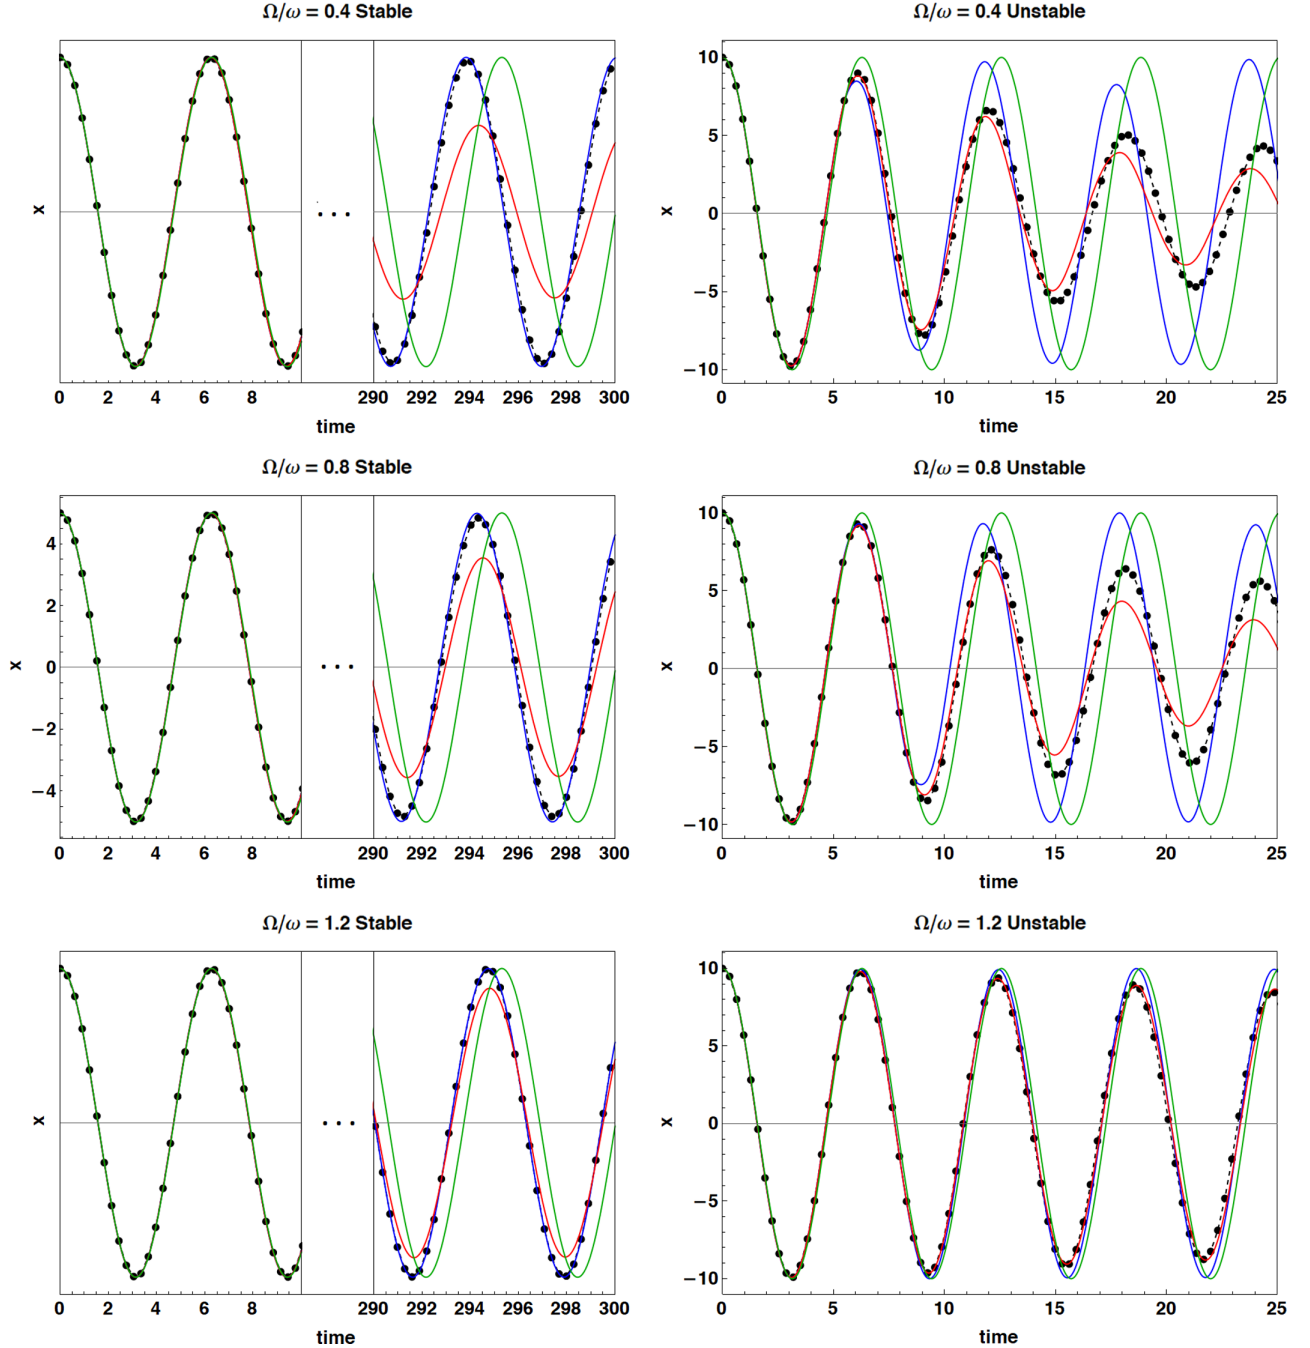 Ω/ω = 0.4 Stable
x
0 2 4 6 8 290 292 294 296 298 300
time
Ω/ω = 0.4 Unstable
10
5
0
−5
−10
x
0 5 10 15 20 25
time
Ω/ω = 0.8 Stable
4
2
0
−2
−4
x
0 2 4 6 8 290 292 294 296 298 300
time
Ω/ω = 0.8 Unstable
10
5
0
−5
−10
x
0 5 10 15 20 25
time
Ω/ω = 1.2 Stable
x
0 2 4 6 8 290 292 294 296 298 300
time
Ω/ω = 1.2 Unstable
10
5
0
−5
−10
x
0 5 10 15 20 25
time